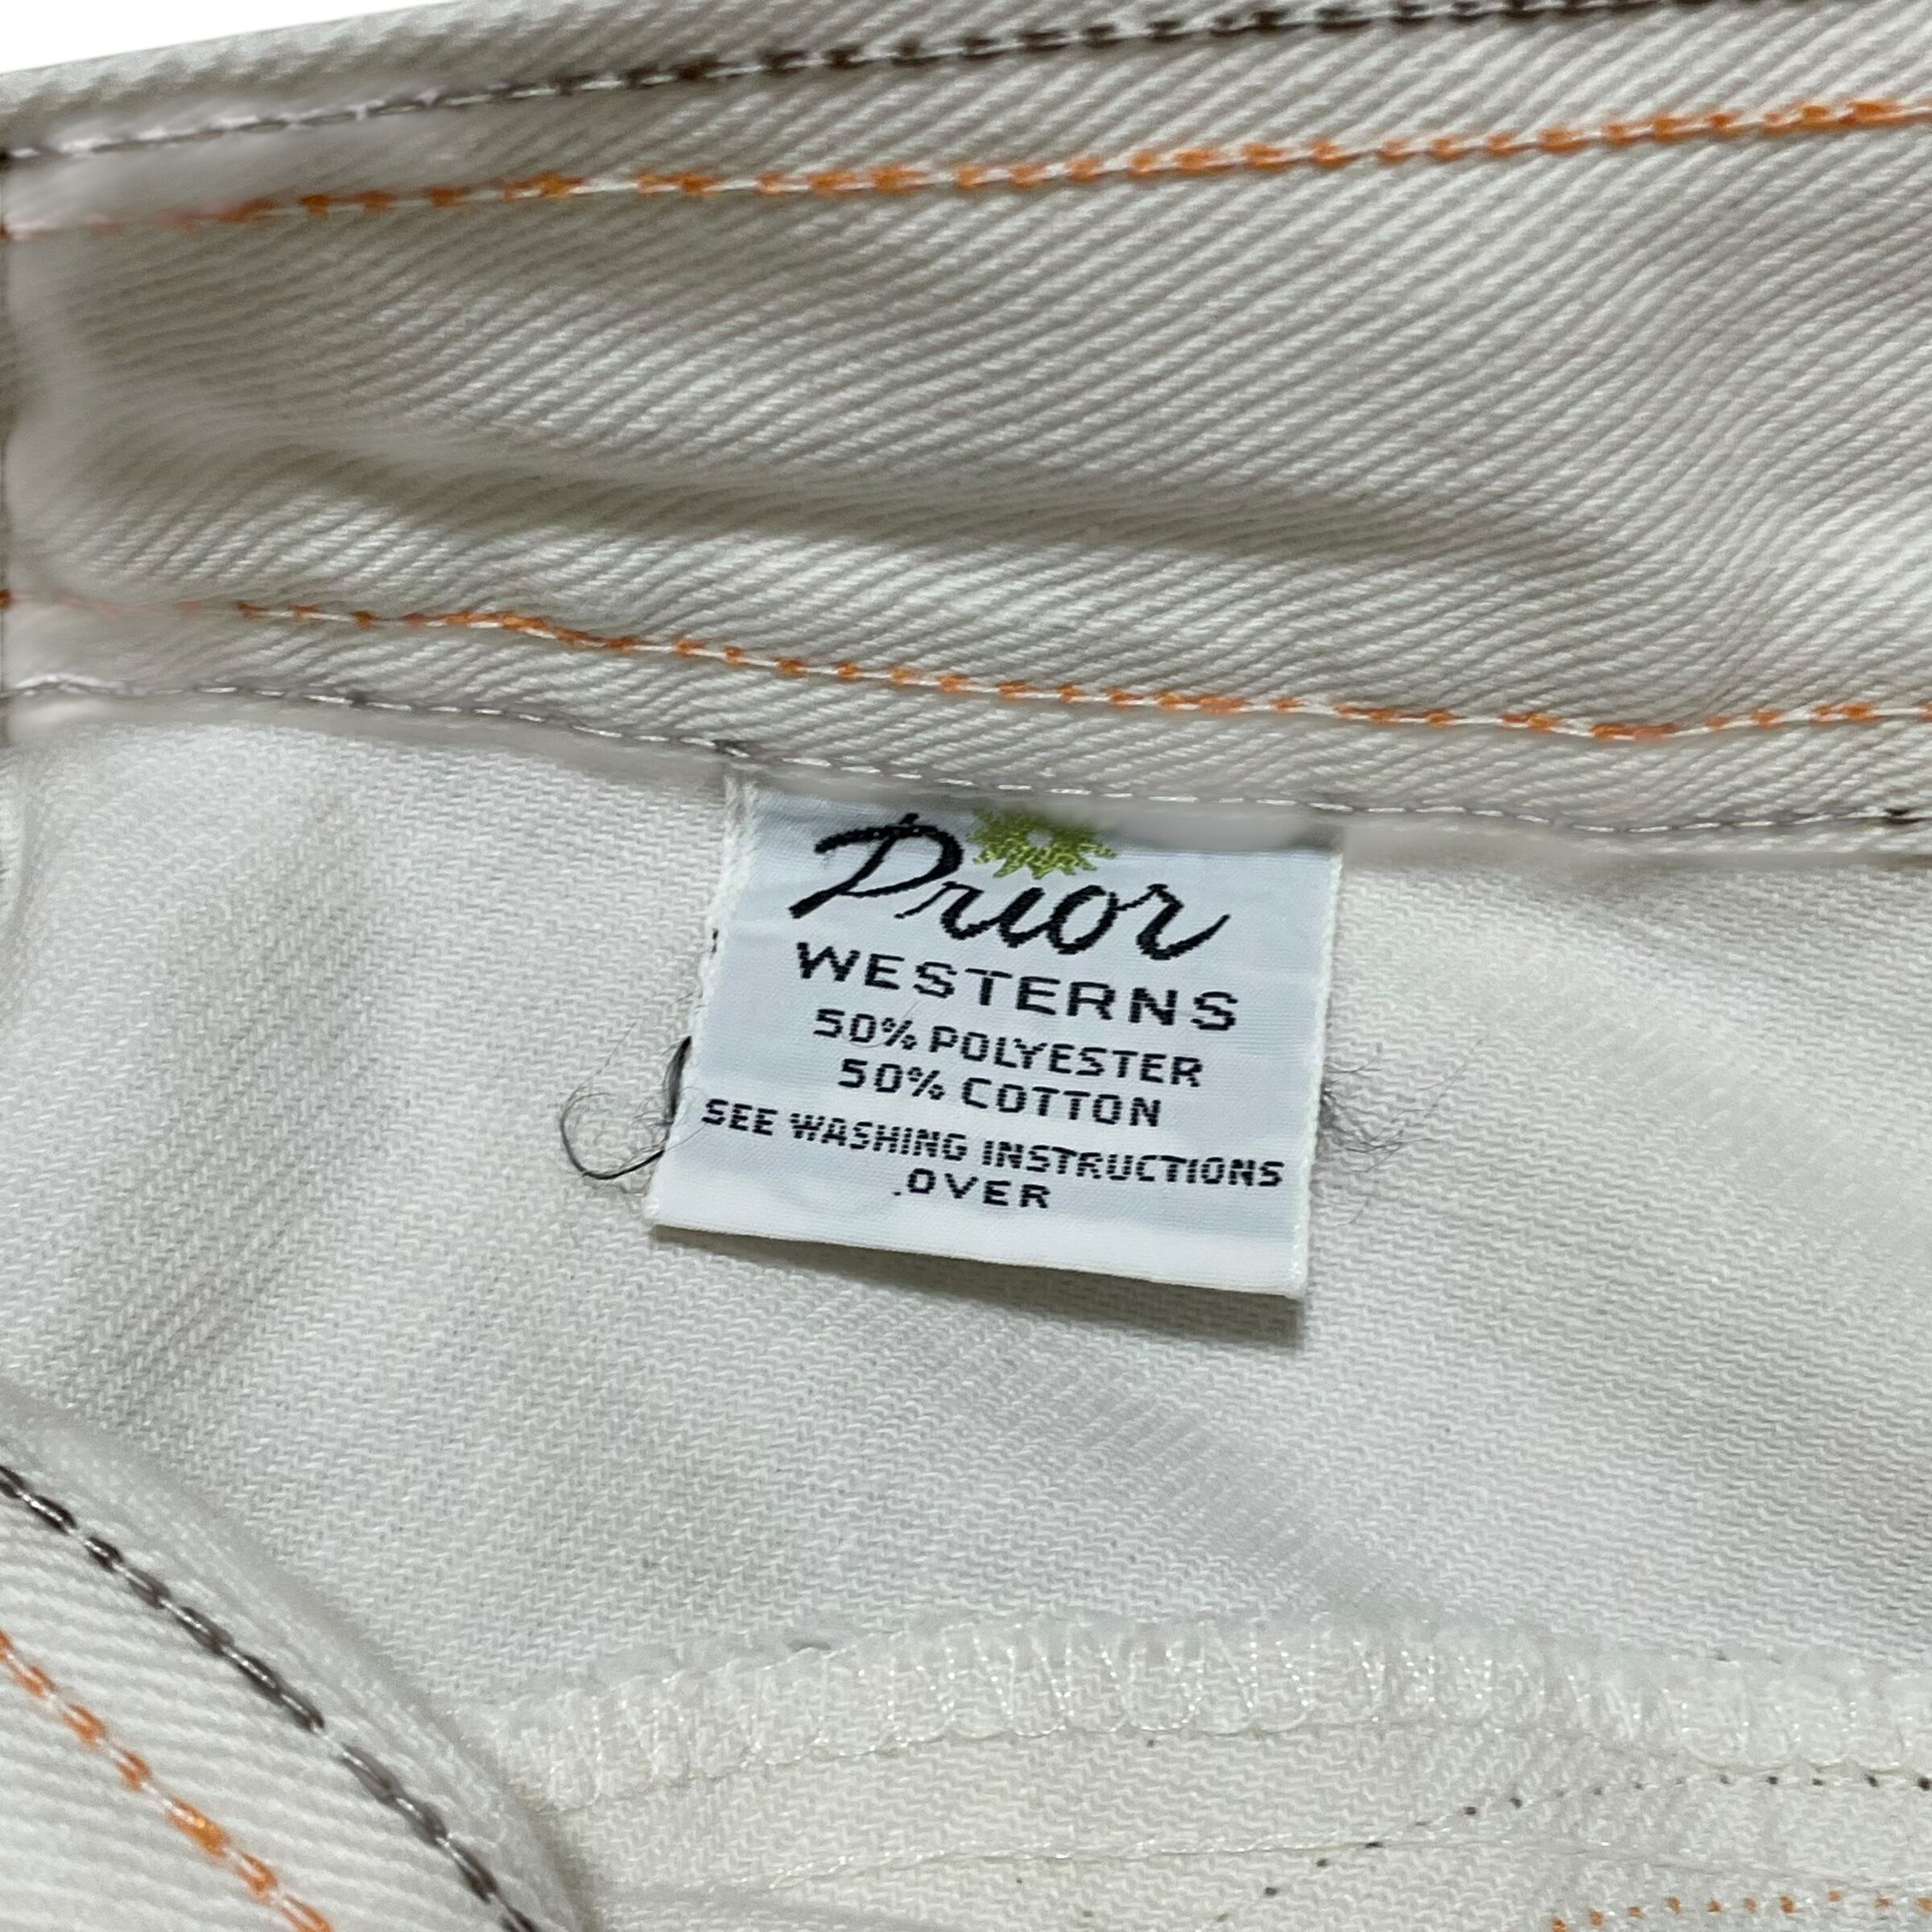 Prior
WESTERNS
50% POLYESTER
50% COTTON
SEE WASHING INSTRUCTIONS
.OVER